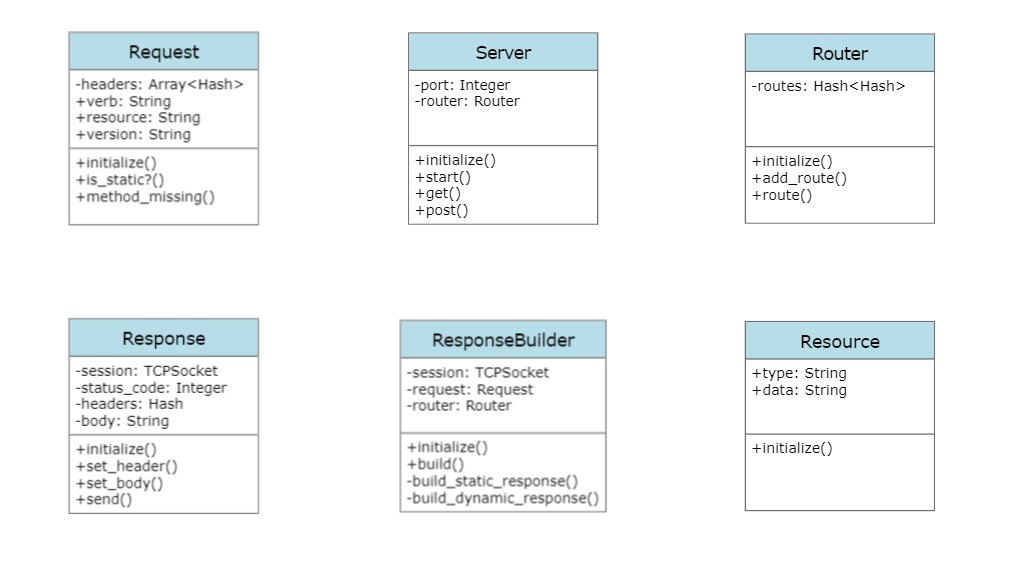 Request
-headers: Array<Hash>
+verb: String
+resource: String
+version: String
+initialize()
+is_static?()
+method_missing()
Server
-port: Integer
-router: Router
+initialize()
+start()
+get()
+post()
Router
-routes: Hash<Hash>
+initialize()
+add_route()
+route()
Response
-session: TCPSocket
-status_code: Integer
-headers: Hash
-body: String
+initialize()
+set_header()
+set_body()
+send()
ResponseBuilder
-session: TCPSocket
-request: Request
-router: Router
+initialize()
+build()
-build_static_response()
-build_dynamic_response()
Resource
+type: String
+data: String
+initialize()